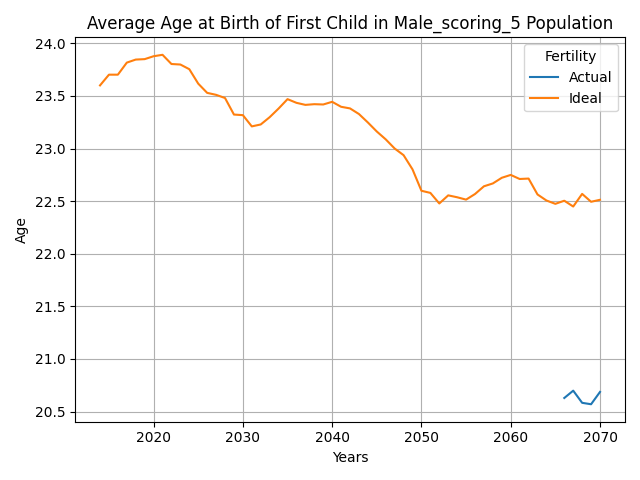 Average Age at Birth of First Child in Male_scoring_5 Population
Fertility
Actual
Ideal
Age
24.0
23.5
23.0
22.5
22.0
21.5
21.0
20.5
2020 2030 2040 2050 2060 2070
Years